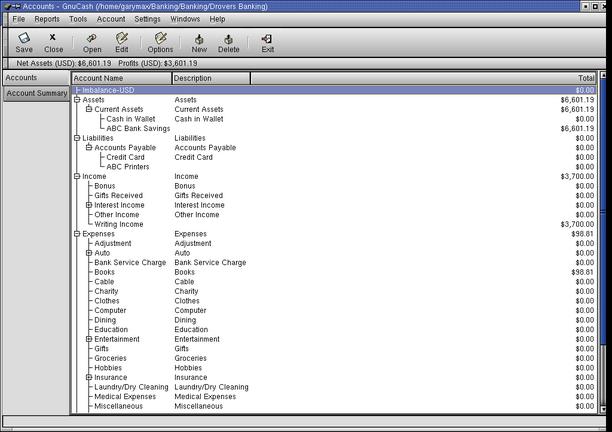 Accounts - GnuCash (/home/garymax/Banking/Banking/Drovers Banking)
File Reports Tools Account Settings Windows Help
Save Close Open Edit Options New Delete Exit
Net Assets (USD): $6,601.19 Profits (USD): $3,601.19
Accounts
Account Summary
Account Name Description Total
Imbalance-USD $0.00
Assets Assets $6,601.19
Current Assets Current Assets $6,601.19
Cash in Wallet Cash in Wallet $0.00
ABC Bank Savings $6,601.19
Liabilities Liabilities $0.00
Accounts Payable Accounts Payable $0.00
Credit Card Credit Card $0.00
ABC Printers $0.00
Income Income $3,700.00
Bonus Bonus $0.00
Gifts Received Gifts Received $0.00
Interest Income Interest Income $0.00
Other Income Other Income $0.00
Writing Income $3,700.00
Expenses Expenses $98.81
Adjustment Adjustment $0.00
Auto Auto $0.00
Bank Service Charge Bank Service Charge $0.00
Books Books $98.81
Cable Cable $0.00
Charity Charity $0.00
Clothes Clothes $0.00
Computer Computer $0.00
Dining Dining $0.00
Education Education $0.00
Entertainment Entertainment $0.00
Gifts Gifts $0.00
Groceries Groceries $0.00
Hobbies Hobbies $0.00
Insurance Insurance $0.00
Laundry/Dry Cleaning Laundry/Dry Cleaning $0.00
Medical Expenses Medical Expenses $0.00
Miscellaneous Miscellaneous $0.00